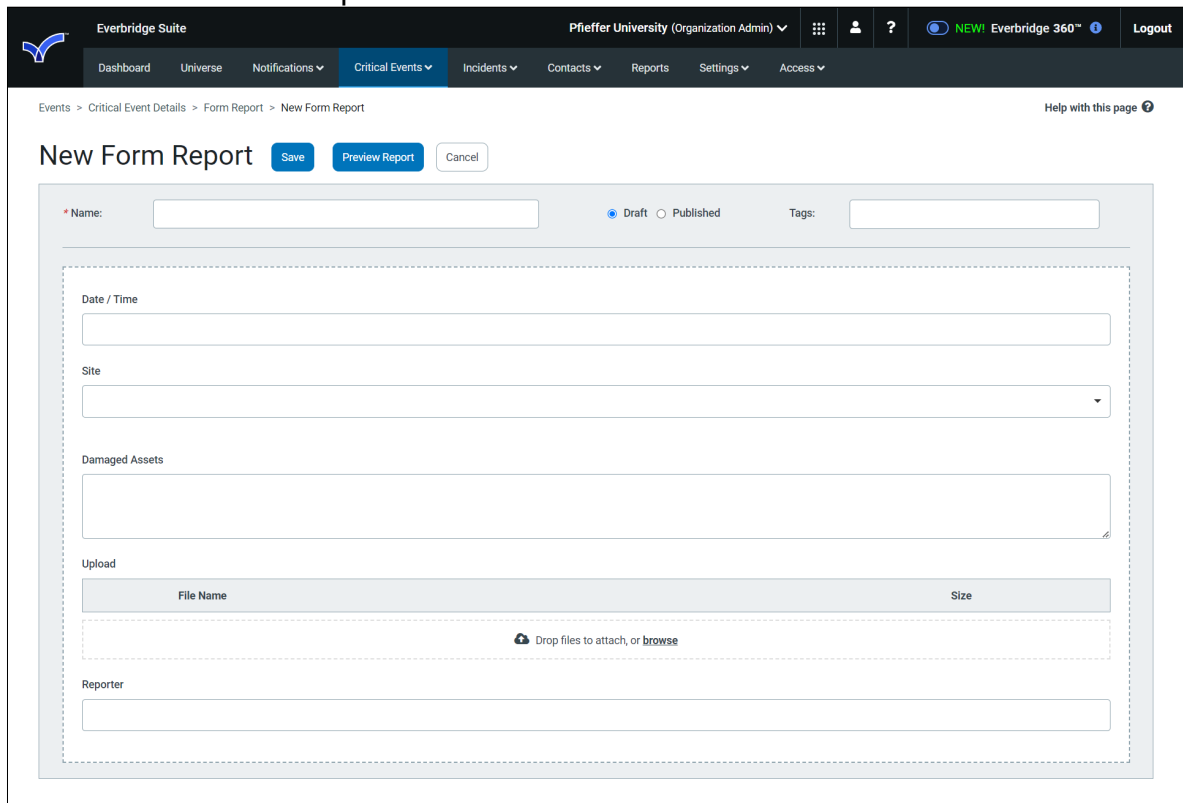 Everbridge Suite
Pfieffer University (Organization Admin)
?
NEW! Everbridge 360™
Logout
Dashboard Universe Notifications Critical Events Incidents Contacts Reports Settings Access
Events > Critical Event Details > Form Report > New Form Report
Help with this page ?
New Form Report
Save
Preview Report
Cancel
* Name:
Draft
Published
Tags:
Date / Time
Site
Damaged Assets
Upload
File Name Size
Drop files to attach, or browse
Reporter